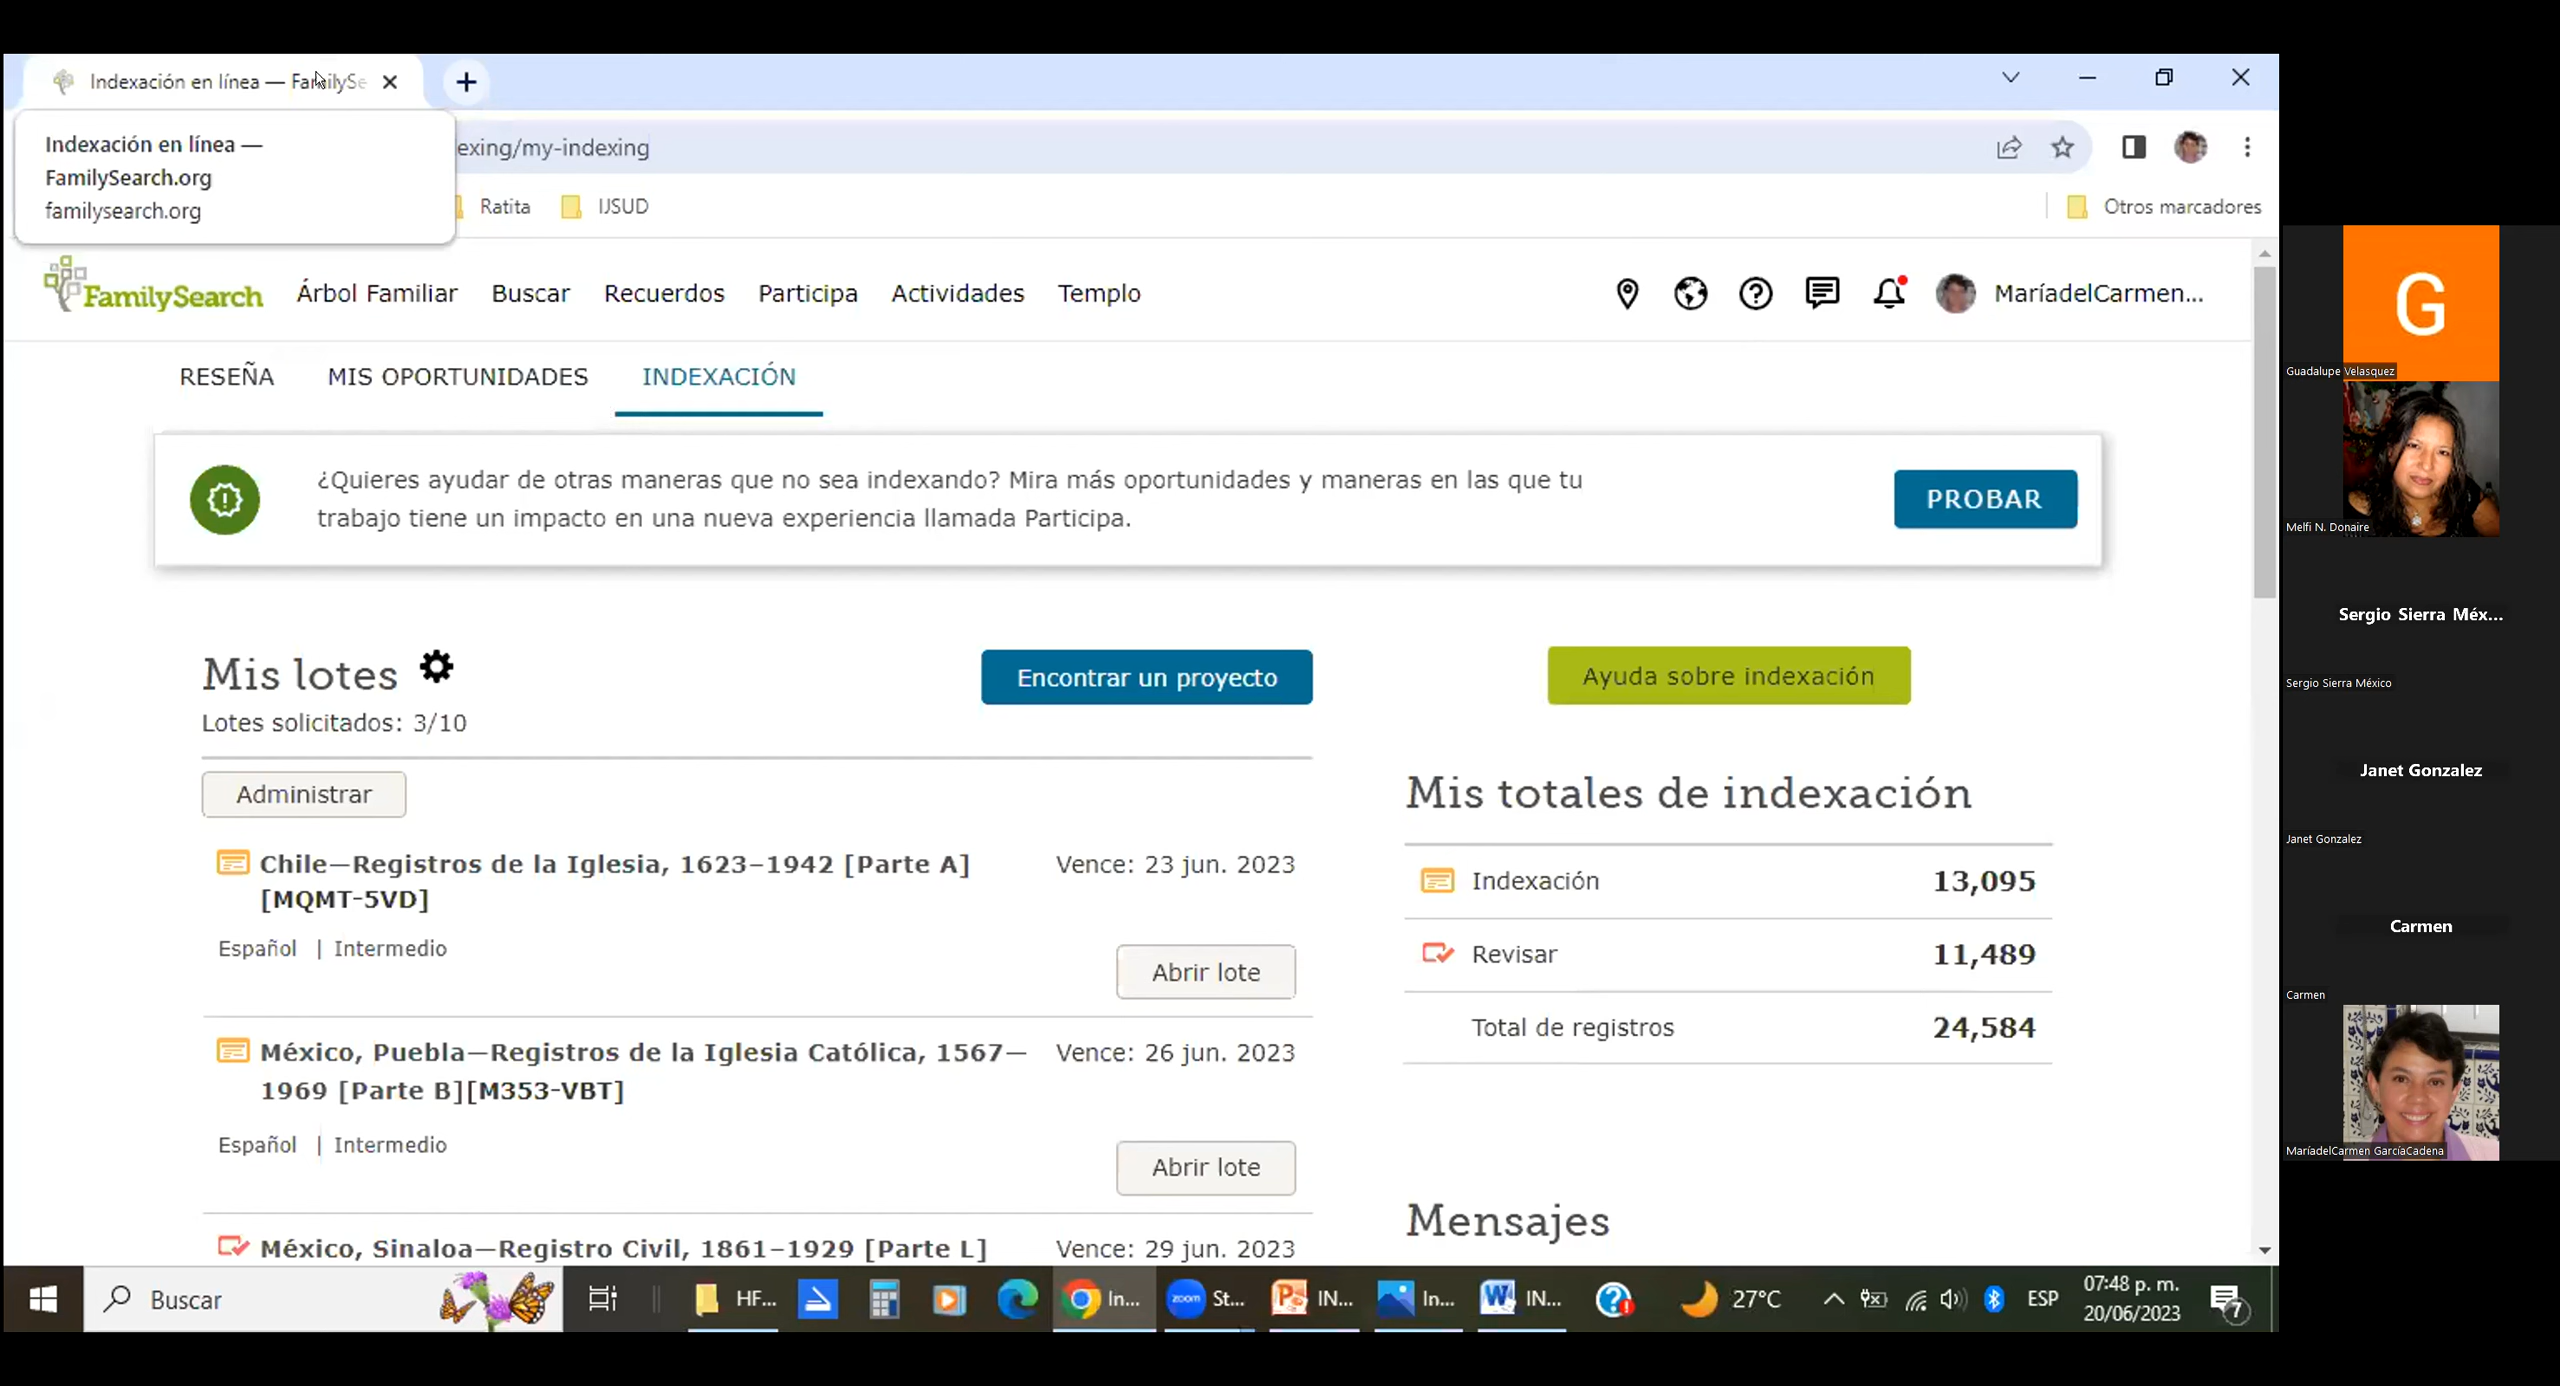 Indexación en línea — FamilySe
Indexación en línea —
FamilySearch.org
familysearch.org
exing/my-indexing
Ratita
IJSUD
Otros marcadores
FamilySearch
Árbol Familiar
Buscar
Recuerdos
Participa
Actividades
Templo
MaríadelCarmen...
RESEÑA
MIS OPORTUNIDADES
INDEXACIÓN
¿Quieres ayudar de otras maneras que no sea indexando? Mira más oportunidades y maneras en las que tu
trabajo tiene un impacto en una nueva experiencia llamada Participa.
PROBAR
Mis lotes
Encontrar un proyecto
Lotes solicitados: 3/10
Administrar
Chile—Registros de la Iglesia, 1623–1942 [Parte A]
[MQMT-5VD]
Vence: 23 jun. 2023
Español | Intermedio
Abrir lote
México, Puebla—Registros de la Iglesia Católica, 1567—
1969 [Parte B][M353-VBT]
Vence: 26 jun. 2023
Español | Intermedio
Abrir lote
México, Sinaloa—Registro Civil, 1861–1929 [Parte L]
Vence: 29 jun. 2023
Ayuda sobre indexación
Mis totales de indexación
Indexación 13,095
Revisar 11,489
Total de registros 24,584
Mensajes
Buscar
HF...
In...
zoom
St...
IN...
In...
IN...
27°C
ESP
07:48 p. m.
20/06/2023
7
G
Guadalupe Velasquez
Melfi N. Donaire
Sergio Sierra Méx...
Sergio Sierra México
Janet Gonzalez
Janet Gonzalez
Carmen
Carmen
MaríadelCarmen GarcíaCadena